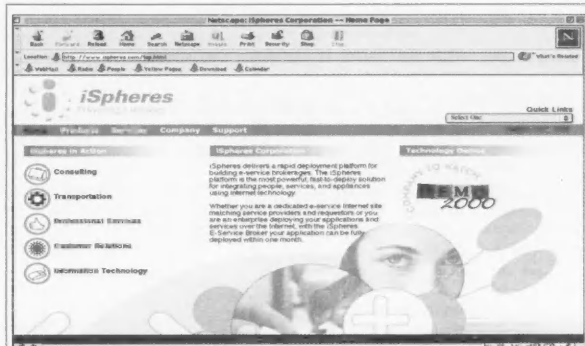 Netscape: iSpheres Corporation -- Home Page
Back Forward Reload Home Search Netscape Images Print Security Shop Stop
Location: http://www.ispheres.com/top.html What's Related
WebMail Radio People Yellow Pages Download Calendar
iSpheres
Quick Links
Select One:
Home Products Services Company Support
iSpheres in Action
Consulting
Transportation
Professional Services
Customer Relations
Information Technology
iSpheres Corporation
iSpheres delivers a rapid deployment platform for
building e-service brokerages. The iSpheres
platform is the most powerful, fast-to-deploy solution
for integrating people, services, and appliances
using internet technology.
Whether you are a dedicated e-service Internet site
matching service providers and requestors or you
are an enterprise deploying your applications and
services over the Internet, with the iSpheres
E-Service Broker your application can be fully
deployed within one month.
Technology Demos
COMPANY TO WATCH
DEMO
2000